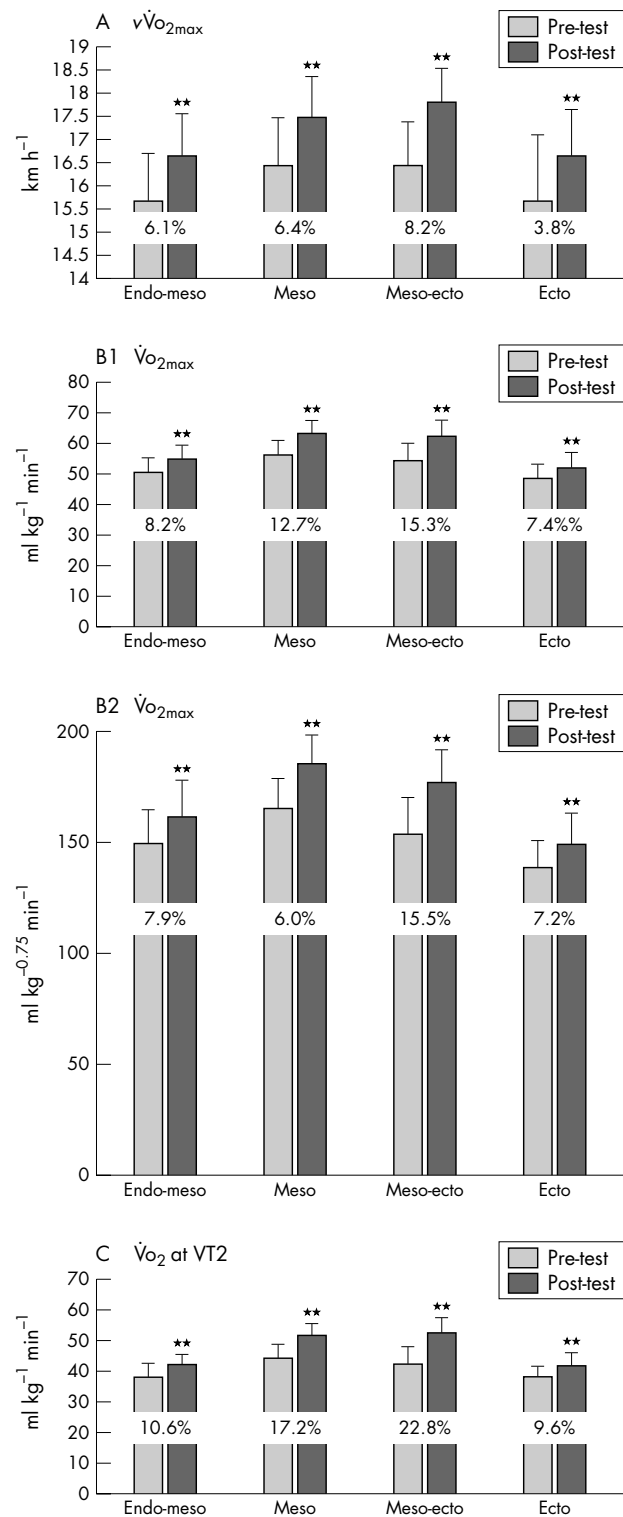 A v̇Vo₂max
Pre-test
Post-test
km h⁻¹
19
18.5
18
17.5
17
16.5
16
15.5
15
14.5
14
★★ ★★ ★★ ★★
6.1% 6.4% 8.2% 3.8%
Endo-meso Meso Meso-ecto Ecto
B1 V̇o₂max
Pre-test
Post-test
ml kg⁻¹ min⁻¹
80
70
60
50
40
30
20
10
0
★★ ★★ ★★ ★★
8.2% 12.7% 15.3% 7.4%%
Endo-meso Meso Meso-ecto Ecto
B2 V̇o₂max
Pre-test
Post-test
ml kg⁻⁰·⁷⁵ min⁻¹
200
150
100
50
0
★★ ★★ ★★ ★★
7.9% 6.0% 15.5% 7.2%
Endo-meso Meso Meso-ecto Ecto
C V̇o₂ at VT2
Pre-test
Post-test
ml kg⁻¹ min⁻¹
70
60
50
40
30
20
10
0
★★ ★★ ★★ ★★
10.6% 17.2% 22.8% 9.6%
Endo-meso Meso Meso-ecto Ecto